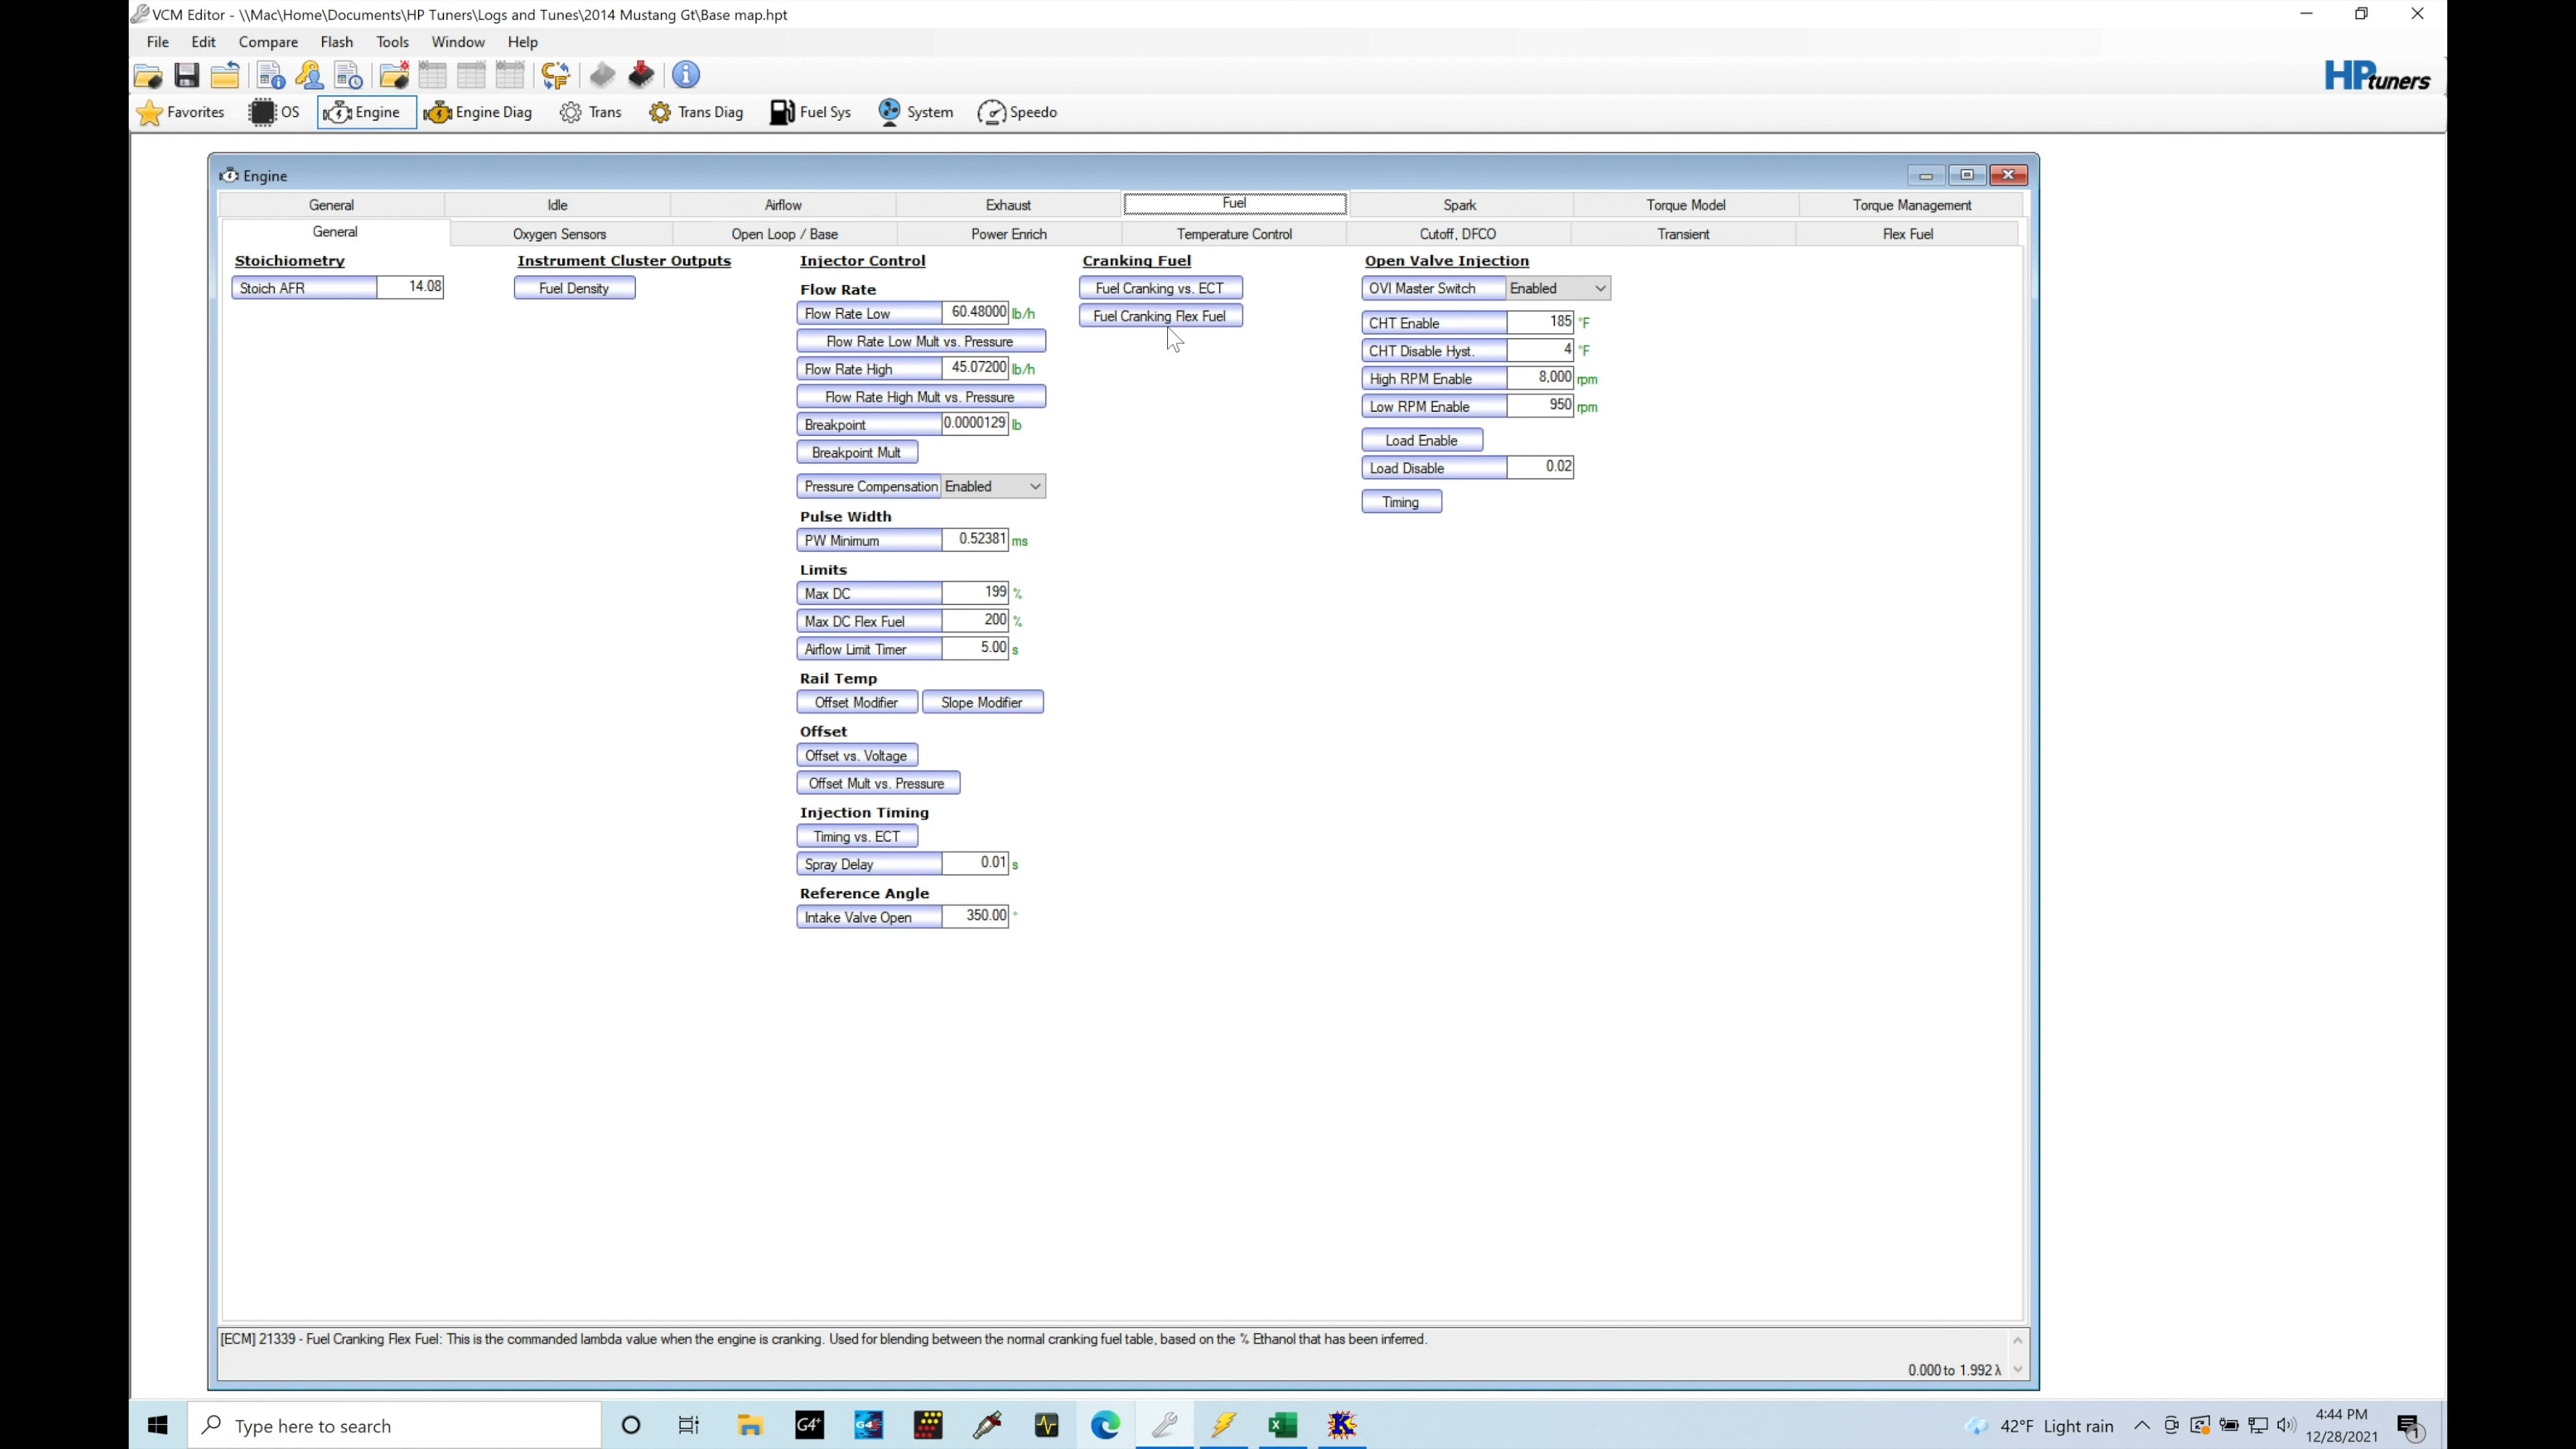 VCM Editor - \\Mac\Home\Documents\HP Tuners\Logs and Tunes\2014 Mustang Gt\Base map.hpt
File Edit Compare Flash Tools Window Help
HPtuners
Favorites OS Engine Engine Diag Trans Trans Diag Fuel Sys System Speedo
Engine
General Idle Airflow Exhaust Fuel Spark Torque Model Torque Management
General Oxygen Sensors Open Loop / Base Power Enrich Temperature Control Cutoff, DFCO Transient Flex Fuel
Stoichiometry
Stoich AFR 14.08
Instrument Cluster Outputs
Fuel Density
Injector Control
Flow Rate
Flow Rate Low 60.48000 lb/h
Flow Rate Low Mult vs. Pressure
Flow Rate High 45.07200 lb/h
Flow Rate High Mult vs. Pressure
Breakpoint 0.0000129 lb
Breakpoint Mult
Pressure Compensation Enabled
Pulse Width
PW Minimum 0.52381 ms
Limits
Max DC 199 %
Max DC Flex Fuel 200 %
Airflow Limit Timer 5.00 s
Rail Temp
Offset Modifier Slope Modifier
Offset
Offset vs. Voltage
Offset Mult vs. Pressure
Injection Timing
Timing vs. ECT
Spray Delay 0.01 s
Reference Angle
Intake Valve Open 350.00 °
Cranking Fuel
Fuel Cranking vs. ECT
Fuel Cranking Flex Fuel
Open Valve Injection
OVI Master Switch Enabled
CHT Enable 185 °F
CHT Disable Hyst. 4 °F
High RPM Enable 8,000 rpm
Low RPM Enable 950 rpm
Load Enable
Load Disable 0.02
Timing
[ECM] 21339 - Fuel Cranking Flex Fuel: This is the commanded lambda value when the engine is cranking. Used for blending between the normal cranking fuel table, based on the % Ethanol that has been inferred.
0.000 to 1.992 λ
Type here to search
G4+
G4X
42°F Light rain
4:44 PM
12/28/2021
1